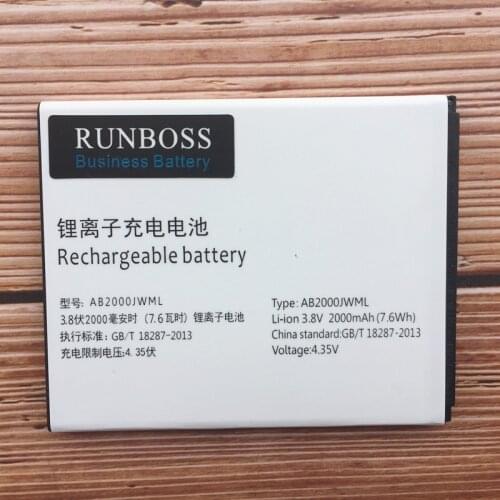 RUNBOSS
Business Battery
锂离子充电电池
Rechargeable battery
型号: AB2000JWML
3.8伏2000毫安时（7.6瓦时）锂离子电池
执行标准: GB/T 18287-2013
充电限制电压:4.35伏
Type: AB2000JWML
Li-ion 3.8V 2000mAh (7.6Wh)
China standard:GB/T 18287-2013
Voltage:4.35V